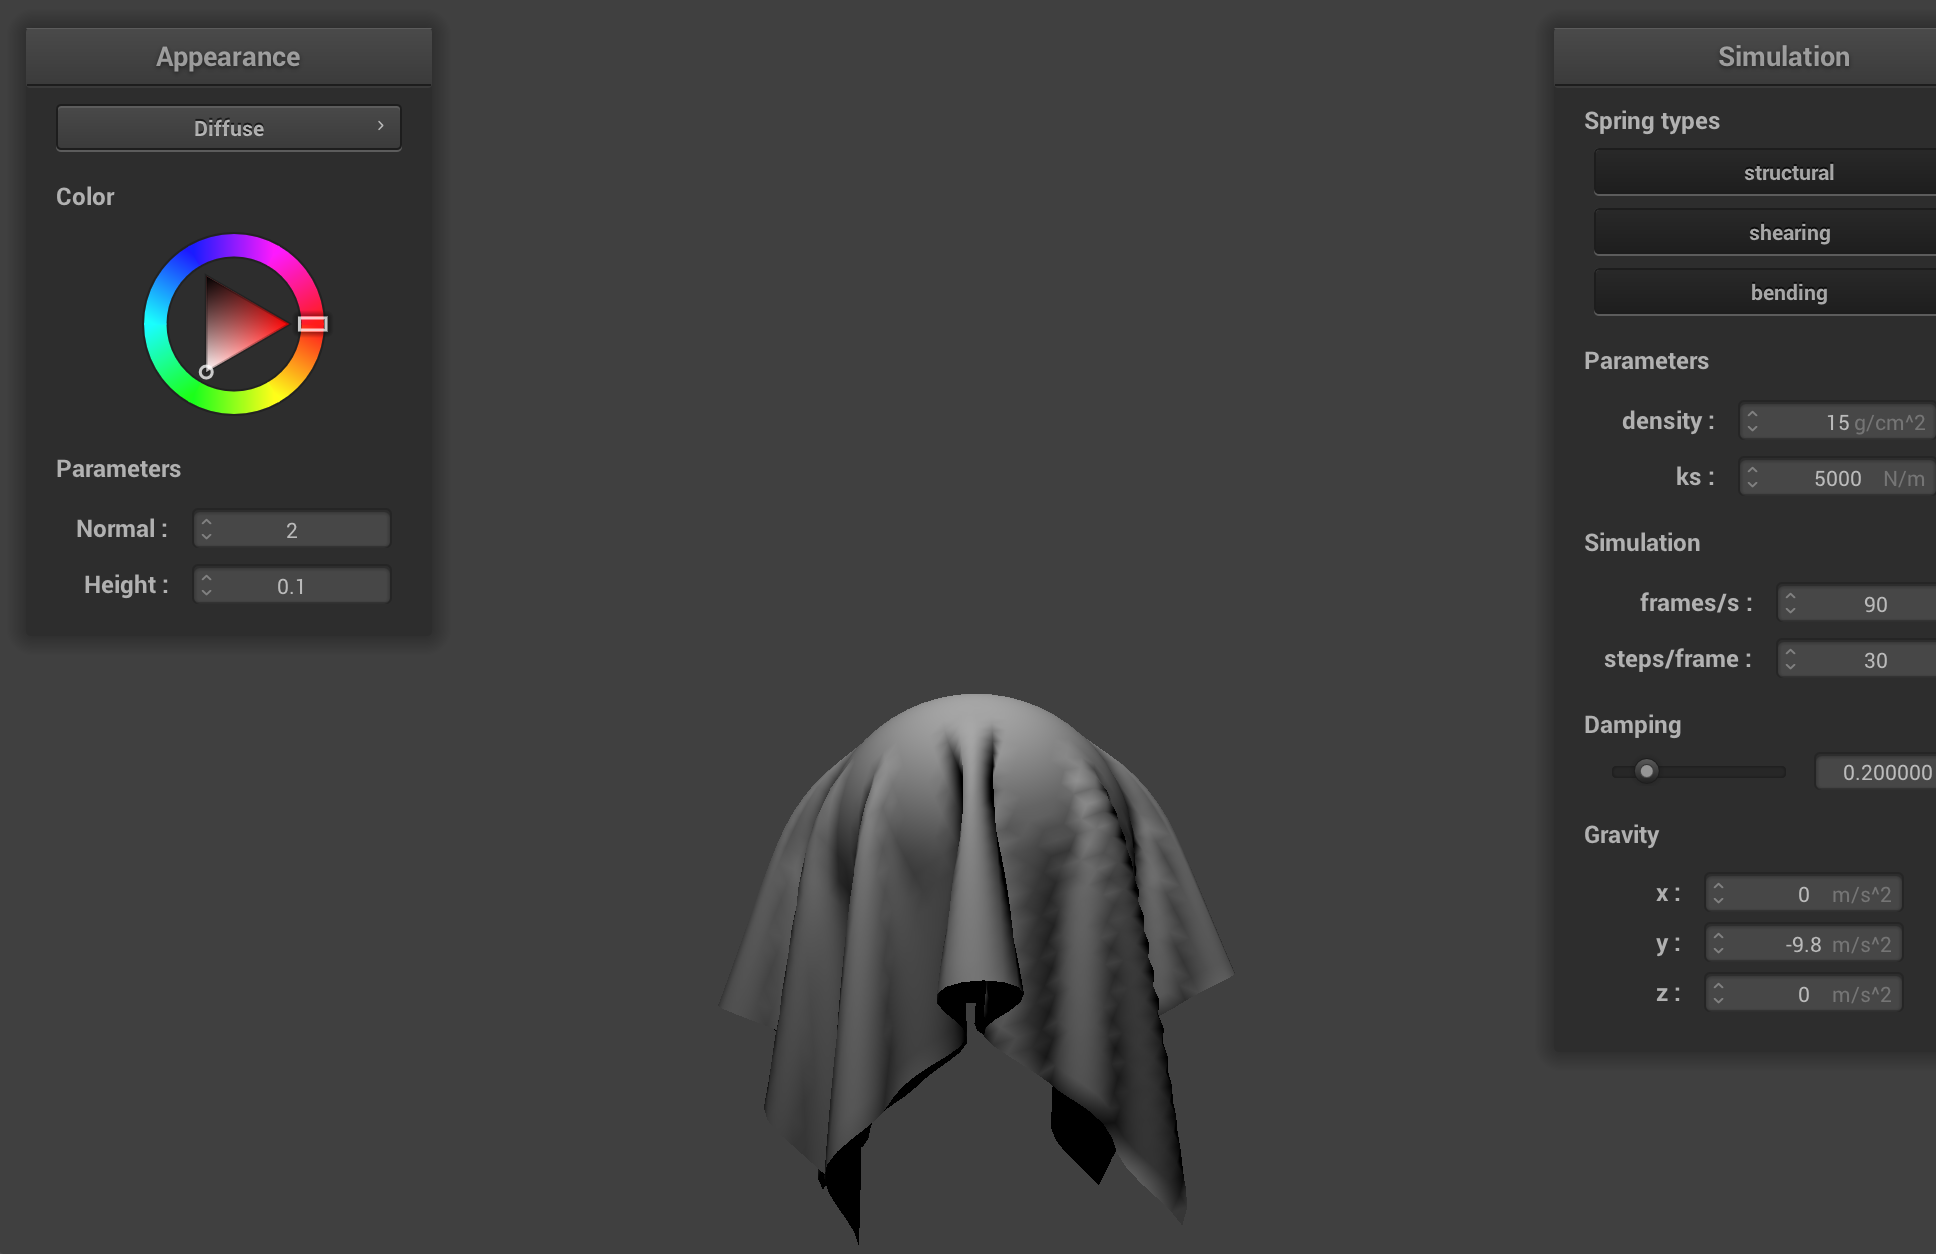 Appearance
Diffuse
Color
Parameters
Normal :
2
Height :
0.1
Simulation
Spring types
structural
shearing
bending
Parameters
density :
15 g/cm^2
ks :
5000 N/m
Simulation
frames/s :
90
steps/frame :
30
Damping
0.200000
Gravity
x :
0 m/s^2
y :
-9.8 m/s^2
z :
0 m/s^2